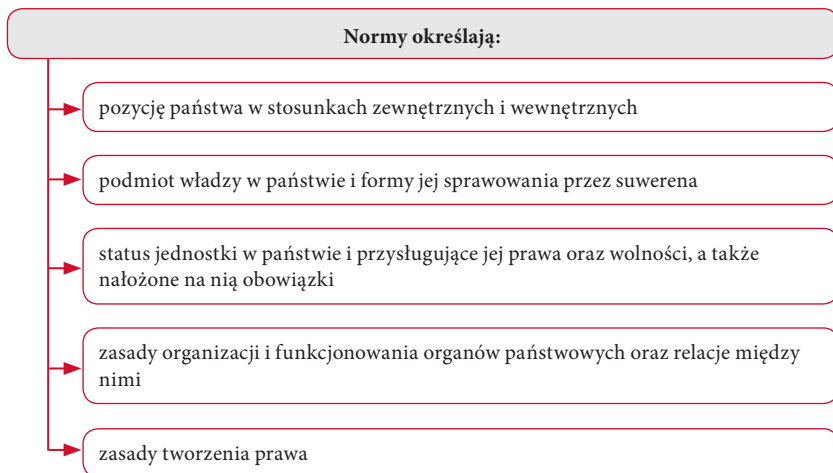 Normy określają:
pozycję państwa w stosunkach zewnętrznych i wewnętrznych
podmiot władzy w państwie i formy jej sprawowania przez suwerena
status jednostki w państwie i przysługujące jej prawa oraz wolności, a także
nałożone na nią obowiązki
zasady organizacji i funkcjonowania organów państwowych oraz relacje między
nimi
zasady tworzenia prawa